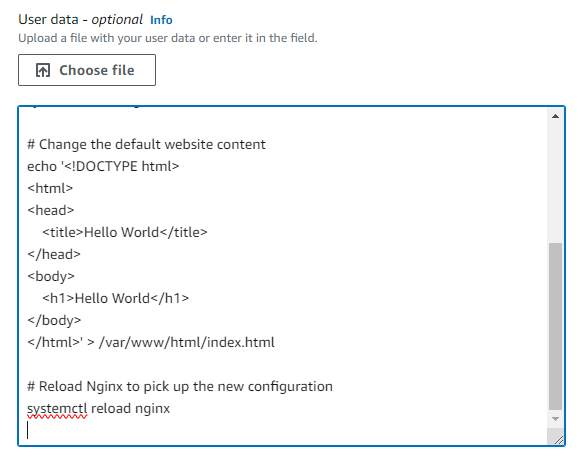 User data - optional Info
Upload a file with your user data or enter it in the field.
Choose file
# Change the default website content
echo '<!DOCTYPE html>
<html>
<head>
    <title>Hello World</title>
</head>
<body>
    <h1>Hello World</h1>
</body>
</html>' > /var/www/html/index.html

# Reload Nginx to pick up the new configuration
systemctl reload nginx